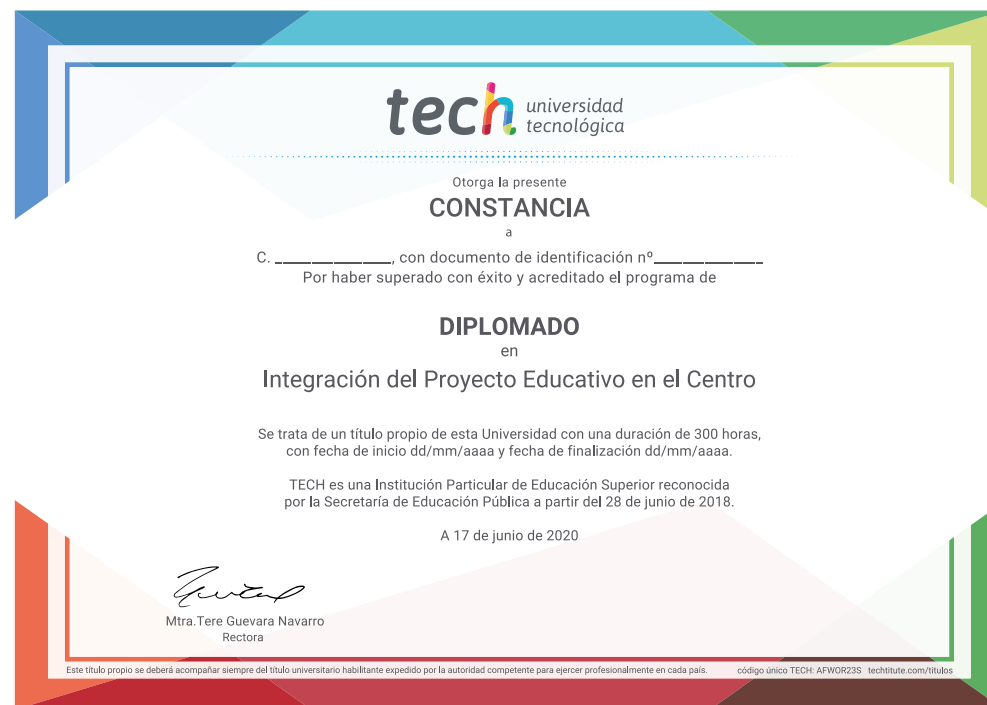 tech universidad
tecnológica
Otorga la presente
CONSTANCIA
a
C. ______________, con documento de identificación nº_____________
Por haber superado con éxito y acreditado el programa de
DIPLOMADO
en
Integración del Proyecto Educativo en el Centro
Se trata de un título propio de esta Universidad con una duración de 300 horas,
con fecha de inicio dd/mm/aaaa y fecha de finalización dd/mm/aaaa.
TECH es una Institución Particular de Educación Superior reconocida
por la Secretaría de Educación Pública a partir del 28 de junio de 2018.
A 17 de junio de 2020
Mtra.Tere Guevara Navarro
Rectora
Este título propio se deberá acompañar siempre del título universitario habilitante expedido por la autoridad competente para ejercer profesionalmente en cada país. código único TECH: AFWOR23S techtitute.com/titulos